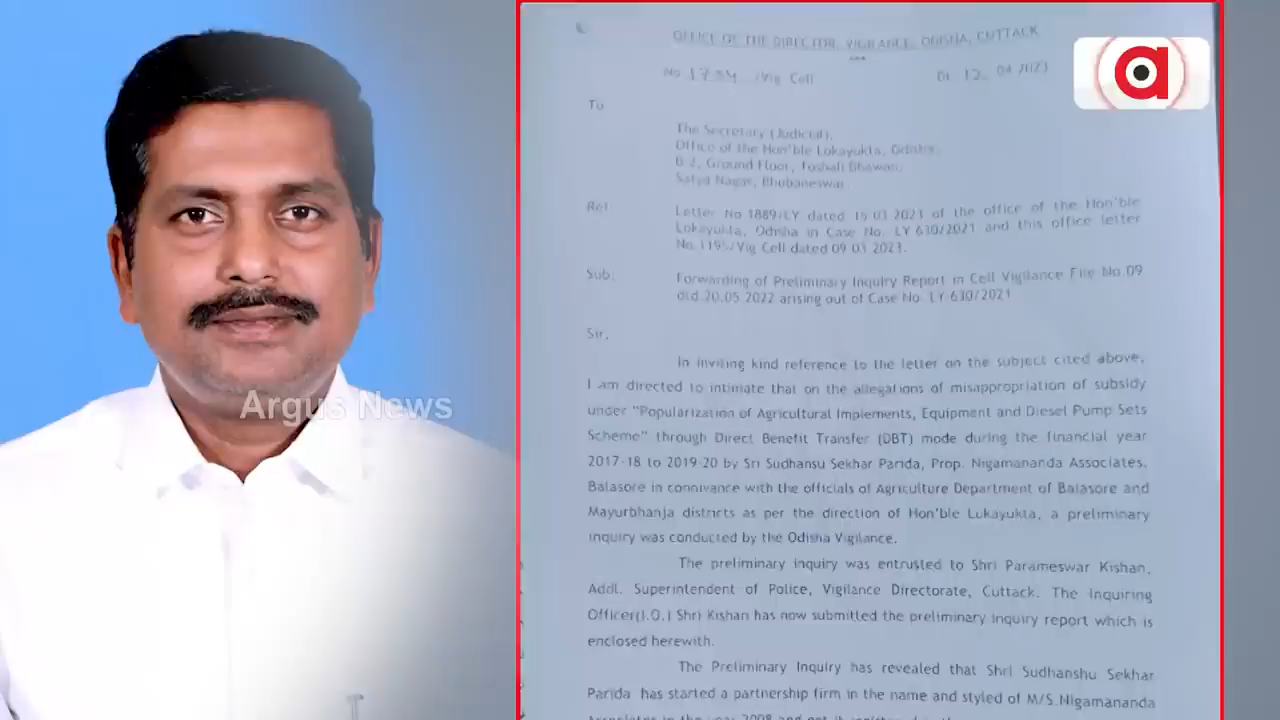 OFFICE OF THE DIRECTOR, VIGILANCE, ODISHA, CUTTACK
No. /Vig Cell Dt. 12. 04 2023
To
The Secretary (Judicial),
Office of the Hon'ble Lokayukta, Odisha,
B 2, Ground Floor, Toshali Bhawan,
Satya Nagar, Bhubaneswar
Ref: Letter No 1889/LY dated 15 03 2021 of the office of the Hon'ble
Lokayukta, Odisha in Case No. LY 630/2021 and this office letter
No. /Vig Cell dated 09 03 2023.
Sub: Forwarding of Preliminary Inquiry Report in Cell Vigilance File No.09
dtd.20.05 2022 arising out of Case No. LY 630/2021
Sir,
In inviting kind reference to the letter on the subject cited above,
I am directed to intimate that on the allegations of misappropriation of subsidy
under "Popularization of Agricultural Implements, Equipment and Diesel Pump Sets
Scheme" through Direct Benefit Transfer (DBT) mode during the financial year
2017-18 to 2019-20 by Sri Sudhansu Sekhar Parida, Prop. Nigamananda Associates,
Balasore in connivance with the officials of Agriculture Department of Balasore and
Mayurbhanja districts as per the direction of Hon'ble Lokayukta, a preliminary
inquiry was conducted by the Odisha Vigilance.
The preliminary inquiry was entrusted to Shri Parameswar Kishan,
Addl. Superintendent of Police, Vigilance Directorate, Cuttack. The Inquiring
Officer(I.O.) Shri Kishan has now submitted the preliminary inquiry report which is
enclosed herewith.
The Preliminary Inquiry has revealed that Shri Sudhanshu Sekhar
Parida has started a partnership firm in the name and styled of M/S.Nigamananda
Associates in the year 2008 and
a
Argus News